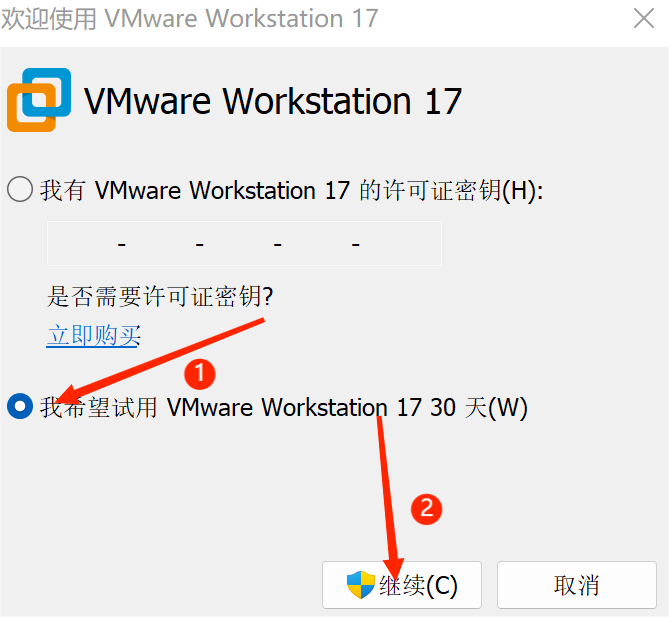 欢迎使用 VMware Workstation 17
VMware Workstation 17
我有 VMware Workstation 17 的许可证密钥(H):
- - - -
是否需要许可证密钥?
立即购买
1
我希望试用 VMware Workstation 17 30 天(W)
2
继续(C)
取消